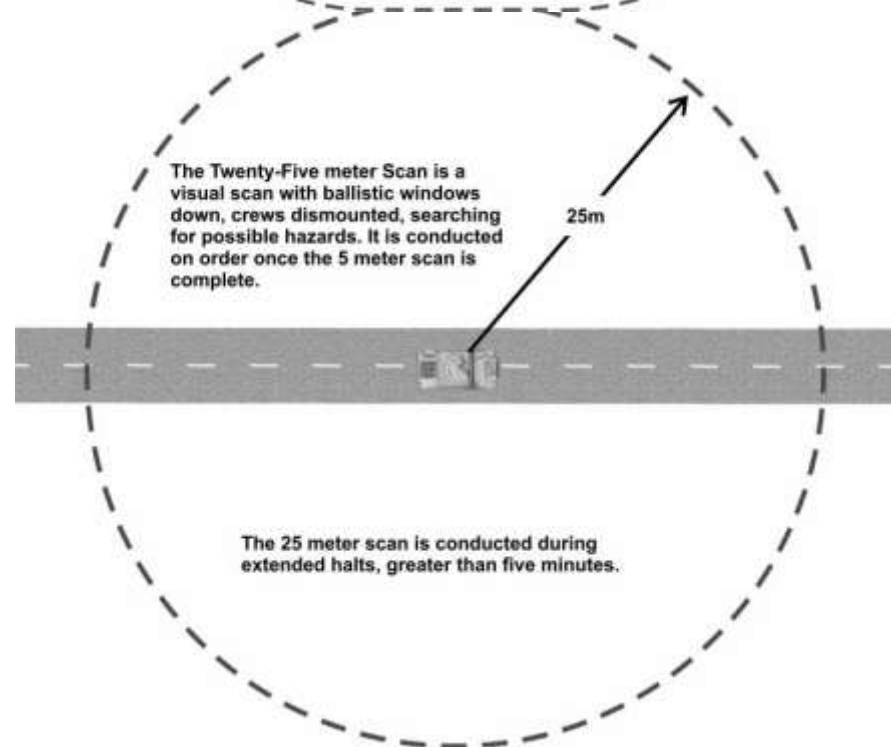 The Twenty-Five meter Scan is a
visual scan with ballistic windows
down, crews dismounted, searching
for possible hazards. It is conducted
on order once the 5 meter scan is
complete.
25m
The 25 meter scan is conducted during
extended halts, greater than five minutes.